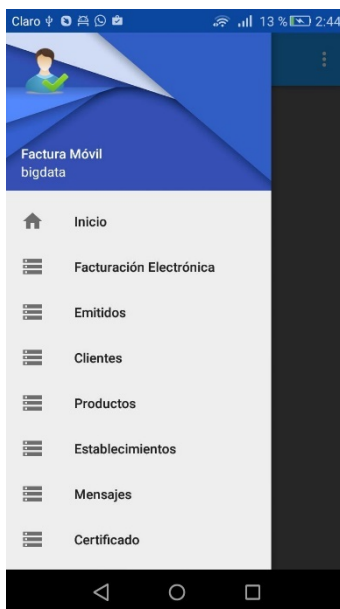 Claro 13 % 2:44
Factura Móvil
bigdata
Inicio
Facturación Electrónica
Emitidos
Clientes
Productos
Establecimientos
Mensajes
Certificado